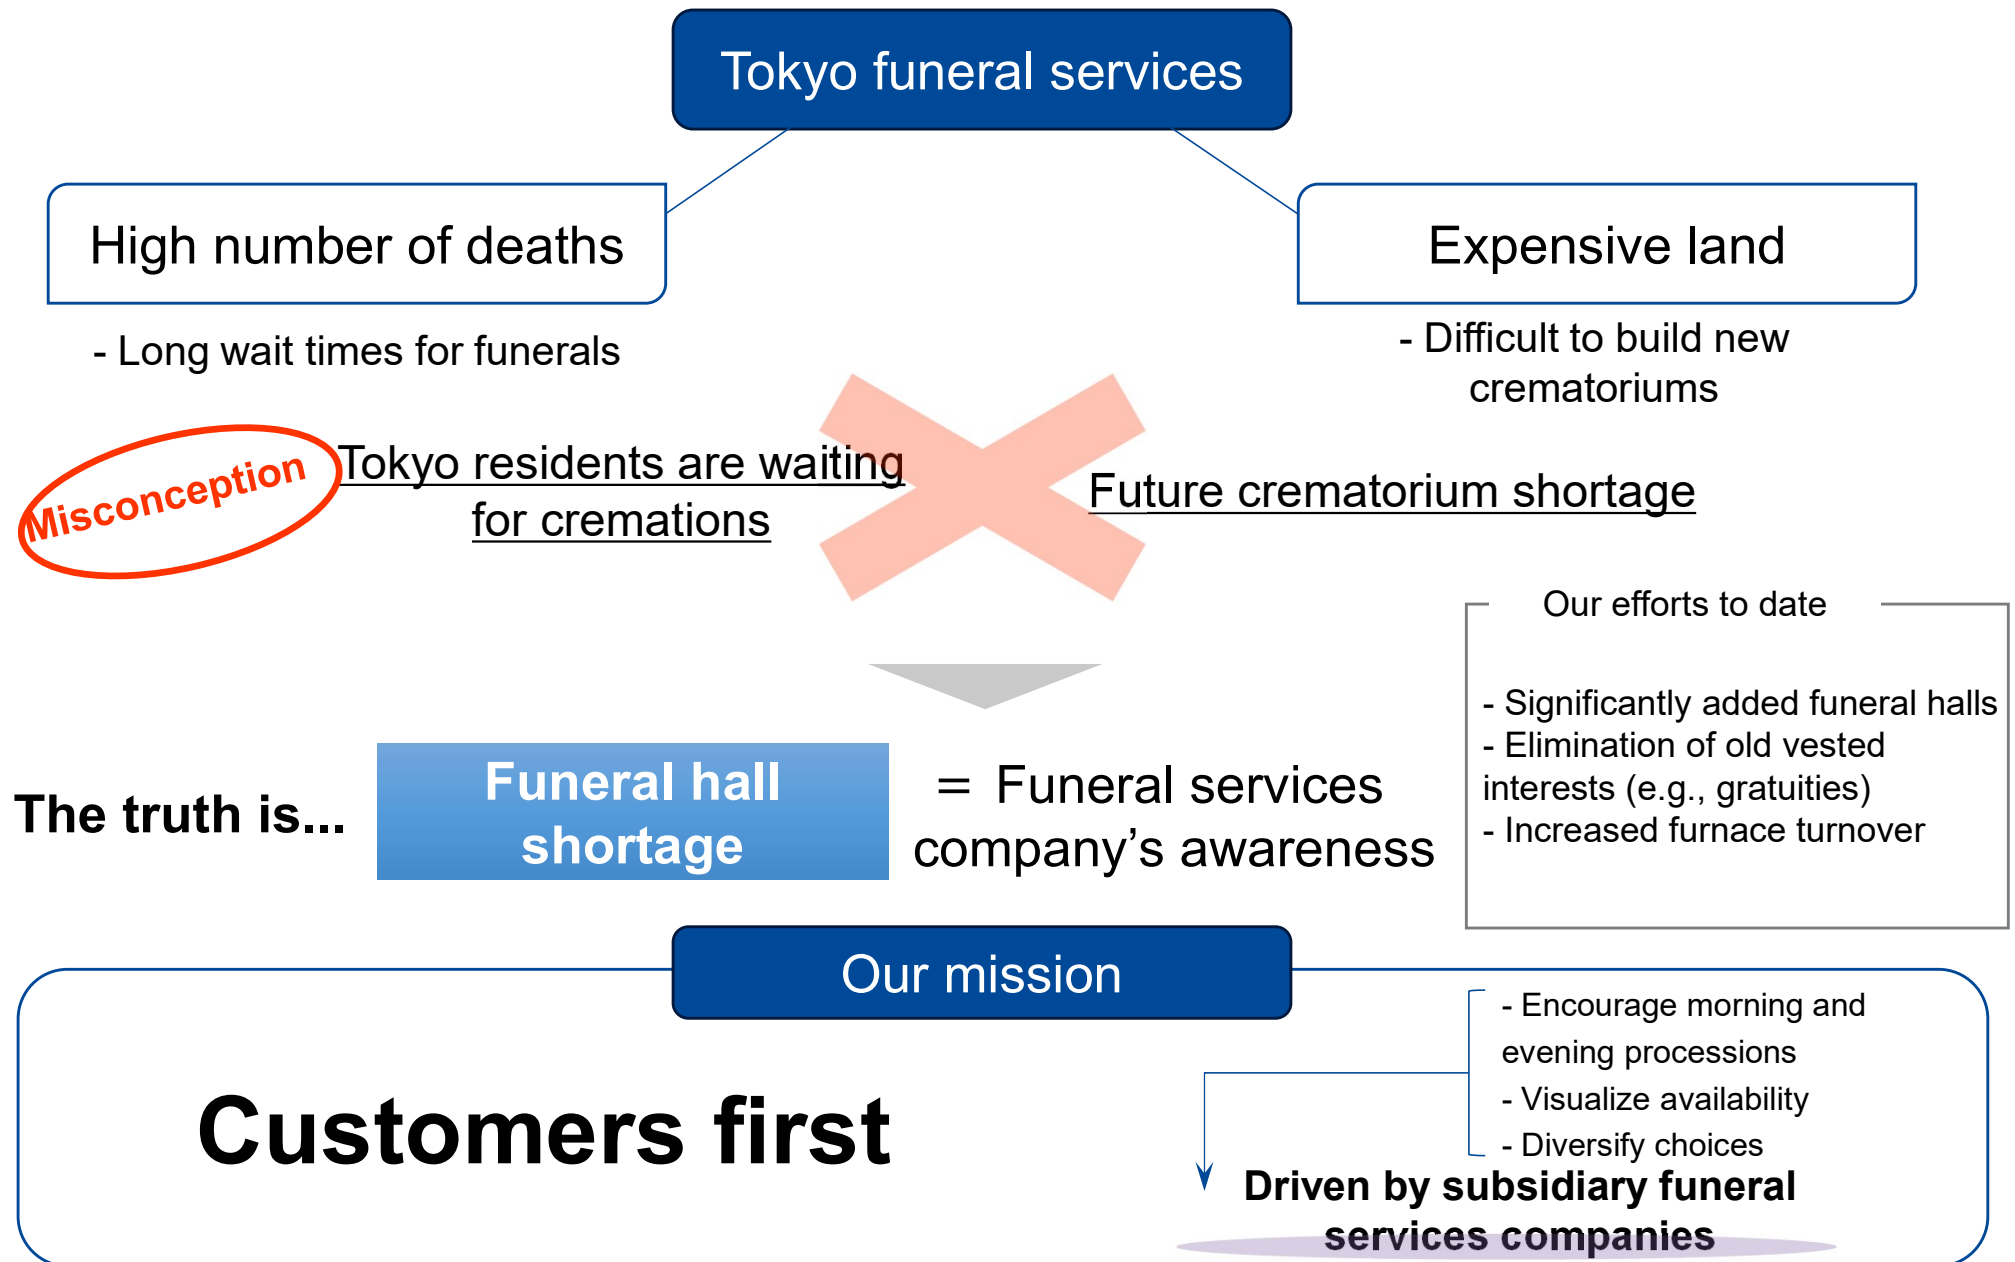 Tokyo funeral services
High number of deaths
Expensive land
- Long wait times for funerals
- Difficult to build new
crematoriums
Misconception
Tokyo residents are waiting
for cremations
Future crematorium shortage
Our efforts to date
- Significantly added funeral halls
- Elimination of old vested
interests (e.g., gratuities)
- Increased furnace turnover
The truth is...
Funeral hall
shortage
= Funeral services
company’s awareness
Our mission
Customers first
- Encourage morning and
evening processions
- Visualize availability
- Diversify choices
Driven by subsidiary funeral
services companies